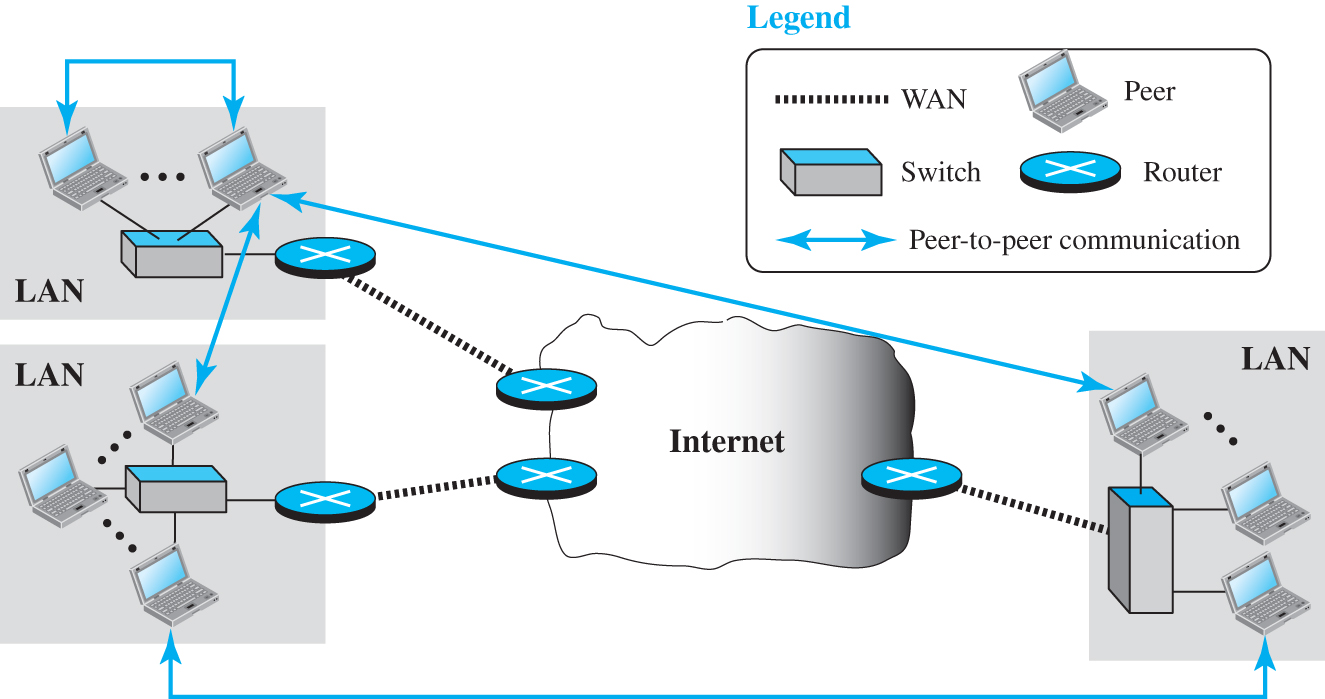 Legend
WAN
Peer
Switch
Router
Peer-to-peer communication
LAN
LAN
LAN
Internet